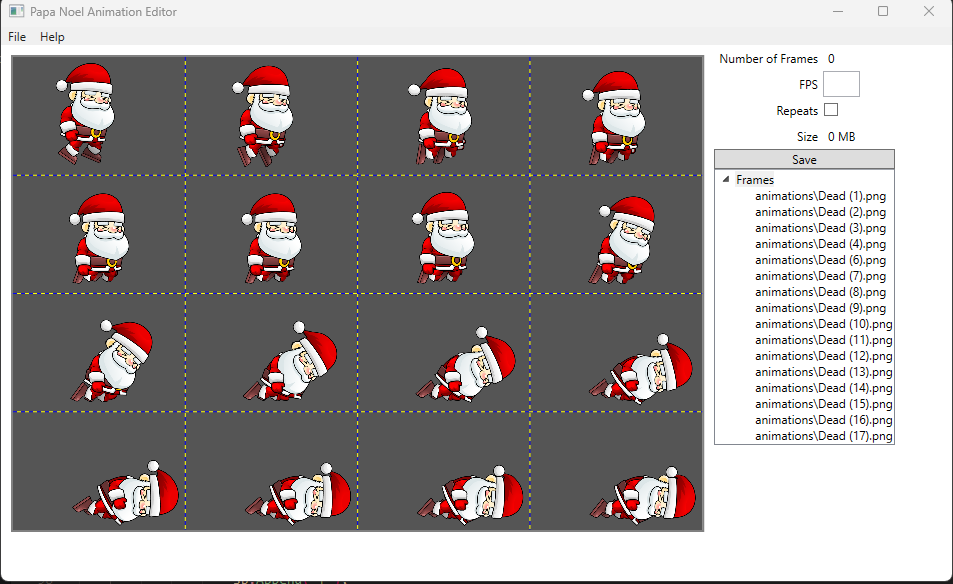 Papa Noel Animation Editor
File Help
Number of Frames 0
FPS
Repeats
Size 0 MB
Save
Frames
animations\Dead (1).png
animations\Dead (2).png
animations\Dead (3).png
animations\Dead (4).png
animations\Dead (6).png
animations\Dead (7).png
animations\Dead (8).png
animations\Dead (9).png
animations\Dead (10).png
animations\Dead (11).png
animations\Dead (12).png
animations\Dead (13).png
animations\Dead (14).png
animations\Dead (15).png
animations\Dead (16).png
animations\Dead (17).png